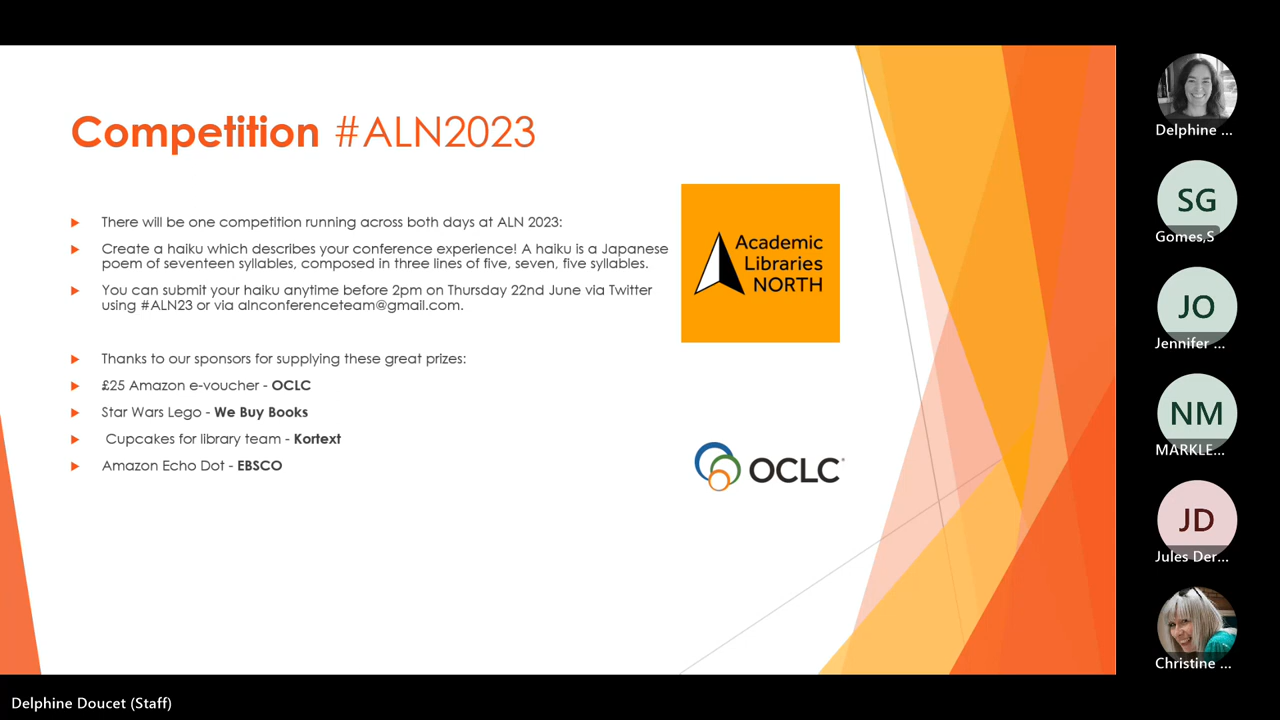 Competition #ALN2023
There will be one competition running across both days at ALN 2023:
Create a haiku which describes your conference experience! A haiku is a Japanese
poem of seventeen syllables, composed in three lines of five, seven, five syllables.
You can submit your haiku anytime before 2pm on Thursday 22nd June via Twitter
using #ALN23 or via alnconferenceteam@gmail.com.
Thanks to our sponsors for supplying these great prizes:
£25 Amazon e-voucher - OCLC
Star Wars Lego - We Buy Books
Cupcakes for library team - Kortext
Amazon Echo Dot - EBSCO
Academic
Libraries
NORTH
OCLC
Delphine ...
SG
Gomes,S
JO
Jennifer ...
NM
MARKLE...
JD
Jules Der...
Christine ...
Delphine Doucet (Staff)